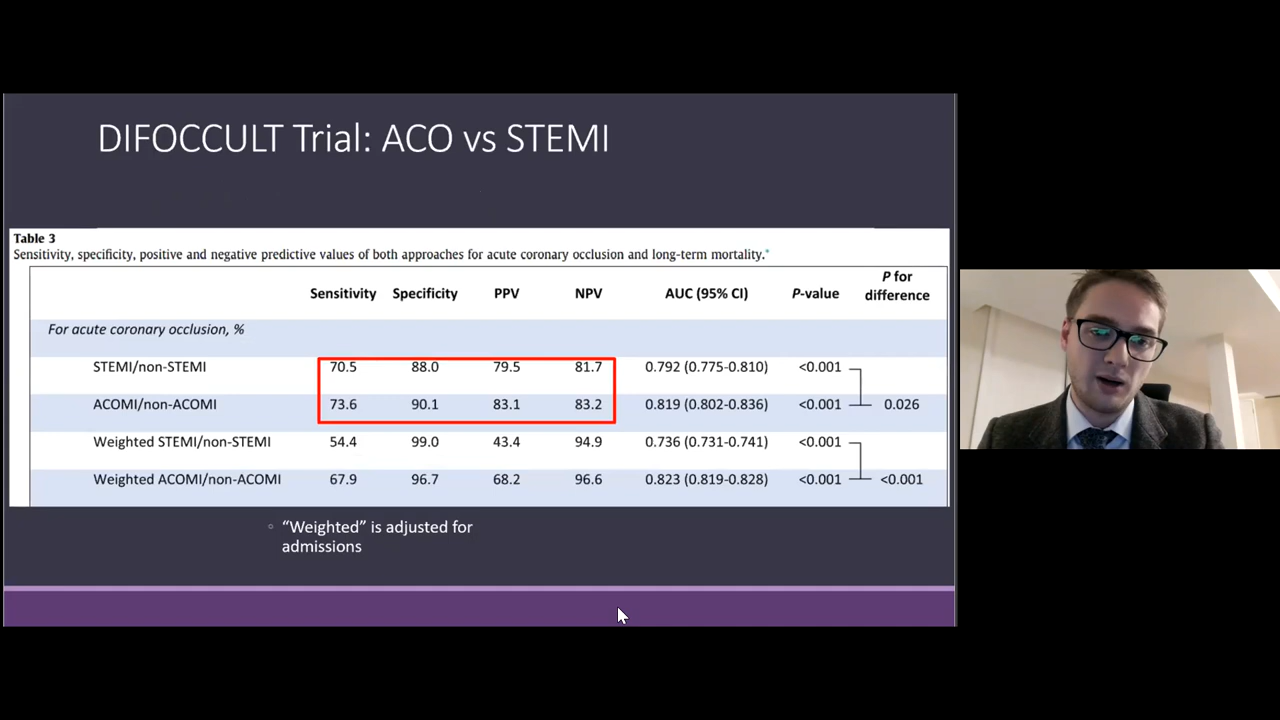 DIFOCCULT Trial: ACO vs STEMI
Table 3
Sensitivity, specificity, positive and negative predictive values of both approaches for acute coronary occlusion and long-term mortality.*
Sensitivity Specificity PPV NPV AUC (95% CI) P-value P for difference
For acute coronary occlusion, %
STEMI/non-STEMI 70.5 88.0 79.5 81.7 0.792 (0.775-0.810) <0.001
ACOMI/non-ACOMI 73.6 90.1 83.1 83.2 0.819 (0.802-0.836) <0.001 0.026
Weighted STEMI/non-STEMI 54.4 99.0 43.4 94.9 0.736 (0.731-0.741) <0.001
Weighted ACOMI/non-ACOMI 67.9 96.7 68.2 96.6 0.823 (0.819-0.828) <0.001 <0.001
“Weighted” is adjusted for
admissions